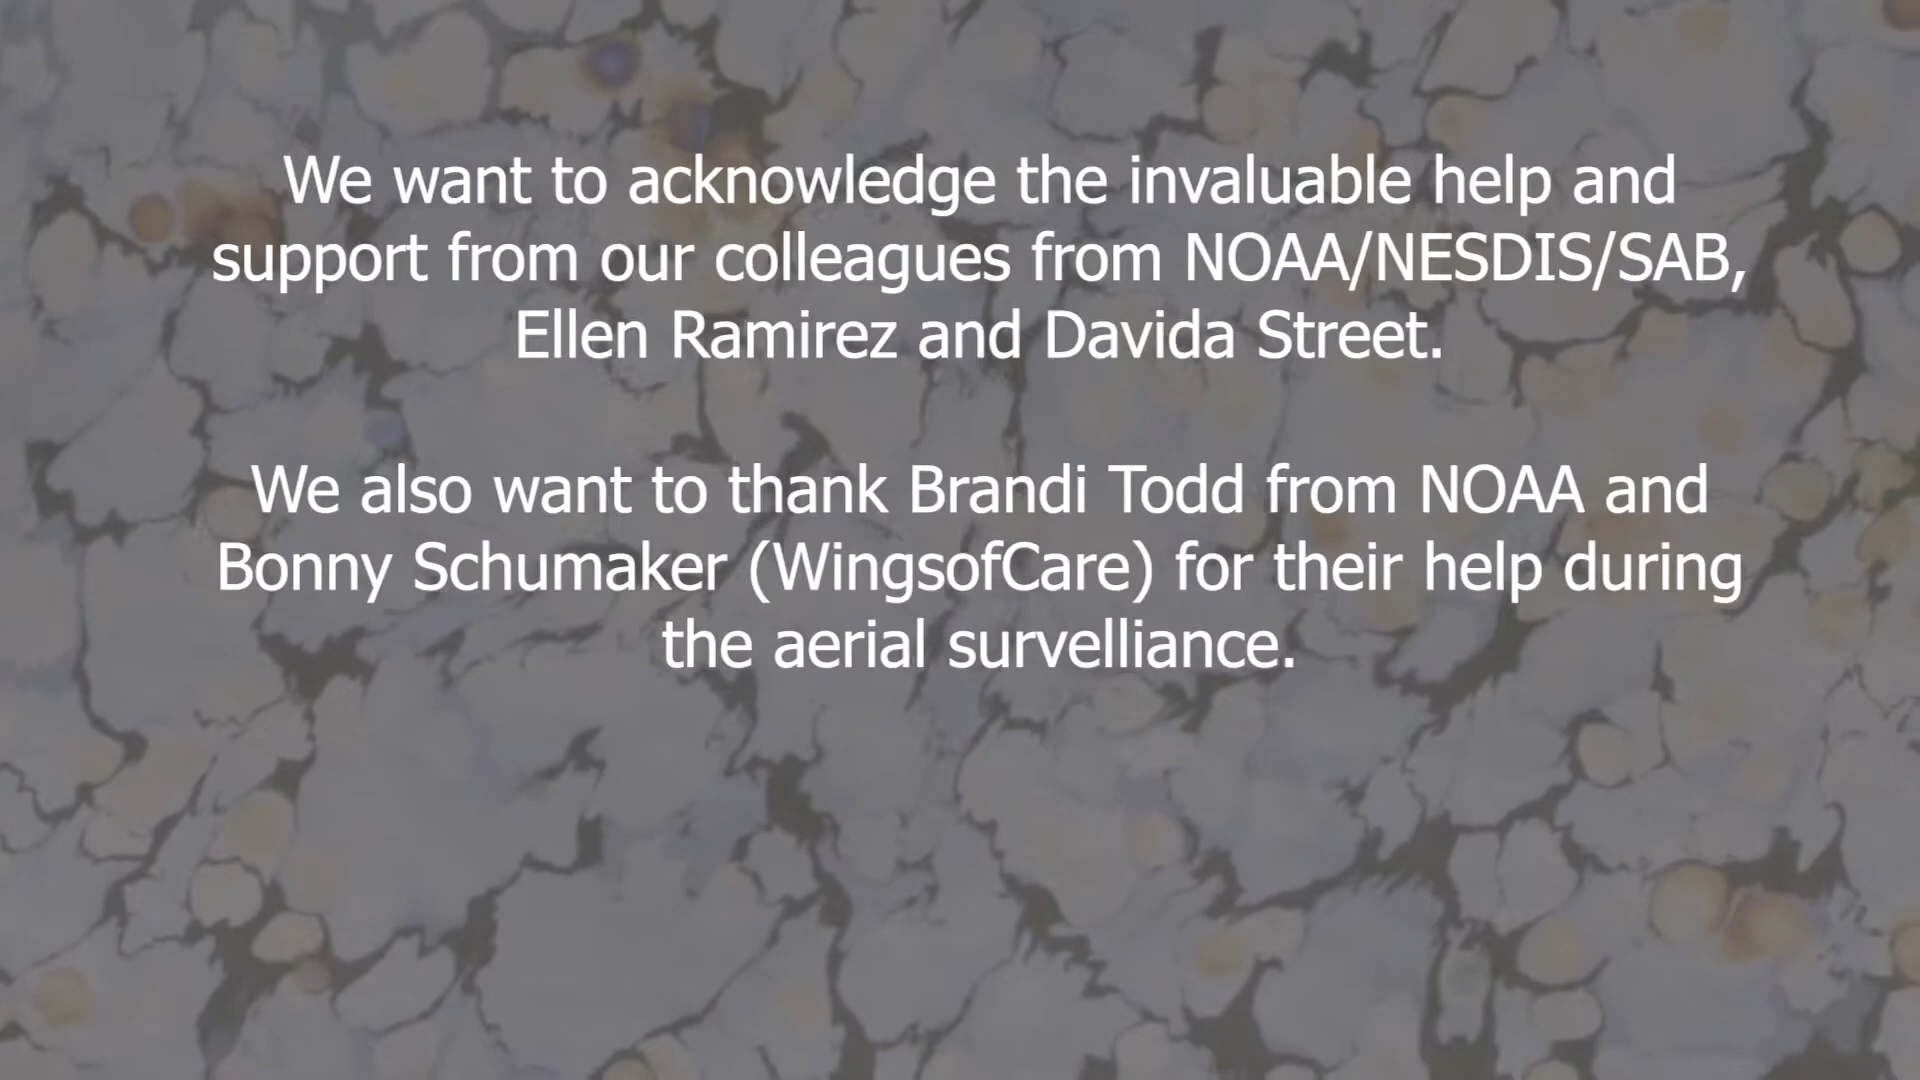 We want to acknowledge the invaluable help and
support from our colleagues from NOAA/NESDIS/SAB,
Ellen Ramirez and Davida Street.
We also want to thank Brandi Todd from NOAA and
Bonny Schumaker (WingsofCare) for their help during
the aerial survelliance.